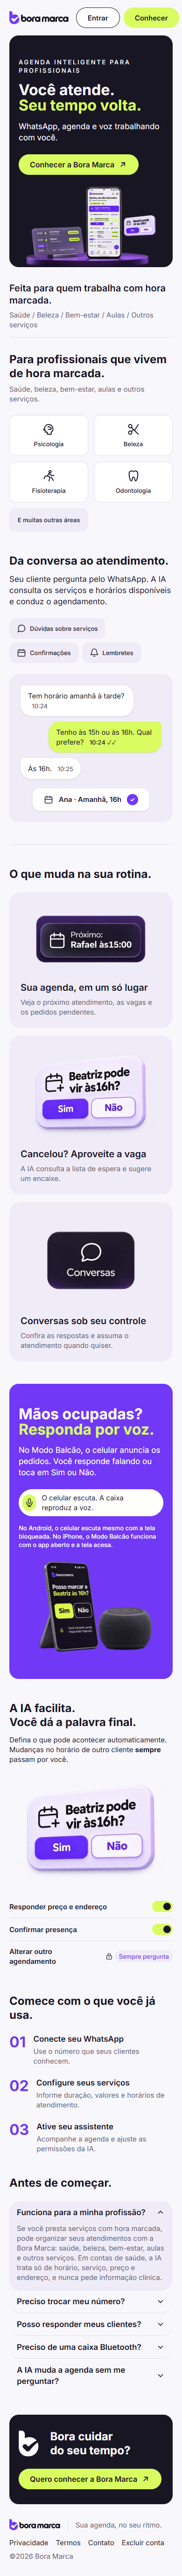 bora marca
Entrar
Conhecer
AGENDA INTELIGENTE PARA
PROFISSIONAIS
Você atende.
Seu tempo volta.
WhatsApp, agenda e voz trabalhando
com você.
Conhecer a Bora Marca
Feita para quem trabalha com hora
marcada.
Saúde / Beleza / Bem-estar / Aulas / Outros
serviços
Para profissionais que vivem
de hora marcada.
Saúde, beleza, bem-estar, aulas e outros
serviços.
Psicologia
Beleza
Fisioterapia
Odontologia
E muitas outras áreas
Da conversa ao atendimento.
Seu cliente pergunta pelo WhatsApp. A IA
consulta os serviços e horários disponíveis
e conduz o agendamento.
Dúvidas sobre serviços
Confirmações
Lembretes
Tem horário amanhã à tarde?
10:24
Tenho às 15h ou às 16h. Qual
prefere? 10:24 ✓✓
Às 16h. 10:25
Ana · Amanhã, 16h
O que muda na sua rotina.
Próximo:
Rafael às15:00
Sua agenda, em um só lugar
Veja o próximo atendimento, as vagas e
os pedidos pendentes.
Beatriz pode
vir às16h?
Sim
Não
Cancelou? Aproveite a vaga
A IA consulta a lista de espera e sugere
um encaixe.
Conversas
Conversas sob seu controle
Confira as respostas e assuma o
atendimento quando quiser.
Mãos ocupadas?
Responda por voz.
No Modo Balcão, o celular anuncia os
pedidos. Você responde falando ou
toca em Sim ou Não.
O celular escuta. A caixa
reproduz a voz.
No Android, o celular escuta mesmo com a tela
bloqueada. No iPhone, o Modo Balcão funciona
com o app aberto e a tela acesa.
bora marca
Posso marcar a
Beatriz às 16h?
Sim
Não
A IA facilita.
Você dá a palavra final.
Defina o que pode acontecer automaticamente.
Mudanças no horário de outro cliente sempre
passam por você.
Beatriz pode
vir às16h?
Sim
Não
Responder preço e endereço
Confirmar presença
Alterar outro
agendamento
Sempre pergunta
Comece com o que você já
usa.
01 Conecte seu WhatsApp
Use o número que seus clientes
conhecem.
02 Configure seus serviços
Informe duração, valores e horários de
atendimento.
03 Ative seu assistente
Acompanhe a agenda e ajuste as
permissões da IA.
Antes de começar.
Funciona para a minha profissão?
Se você presta serviços com hora marcada,
pode organizar seus atendimentos com a
Bora Marca: saúde, beleza, bem-estar, aulas
e outros serviços. Em contas de saúde, a IA
trata só de horário, serviço, preço e
endereço, e nunca pede informação clínica.
Preciso trocar meu número?
Posso responder meus clientes?
Preciso de uma caixa Bluetooth?
A IA muda a agenda sem me
perguntar?
Bora cuidar
do seu tempo?
Quero conhecer a Bora Marca
bora marca
Sua agenda, no seu ritmo.
Privacidade
Termos
Contato
Excluir conta
©2026 Bora Marca